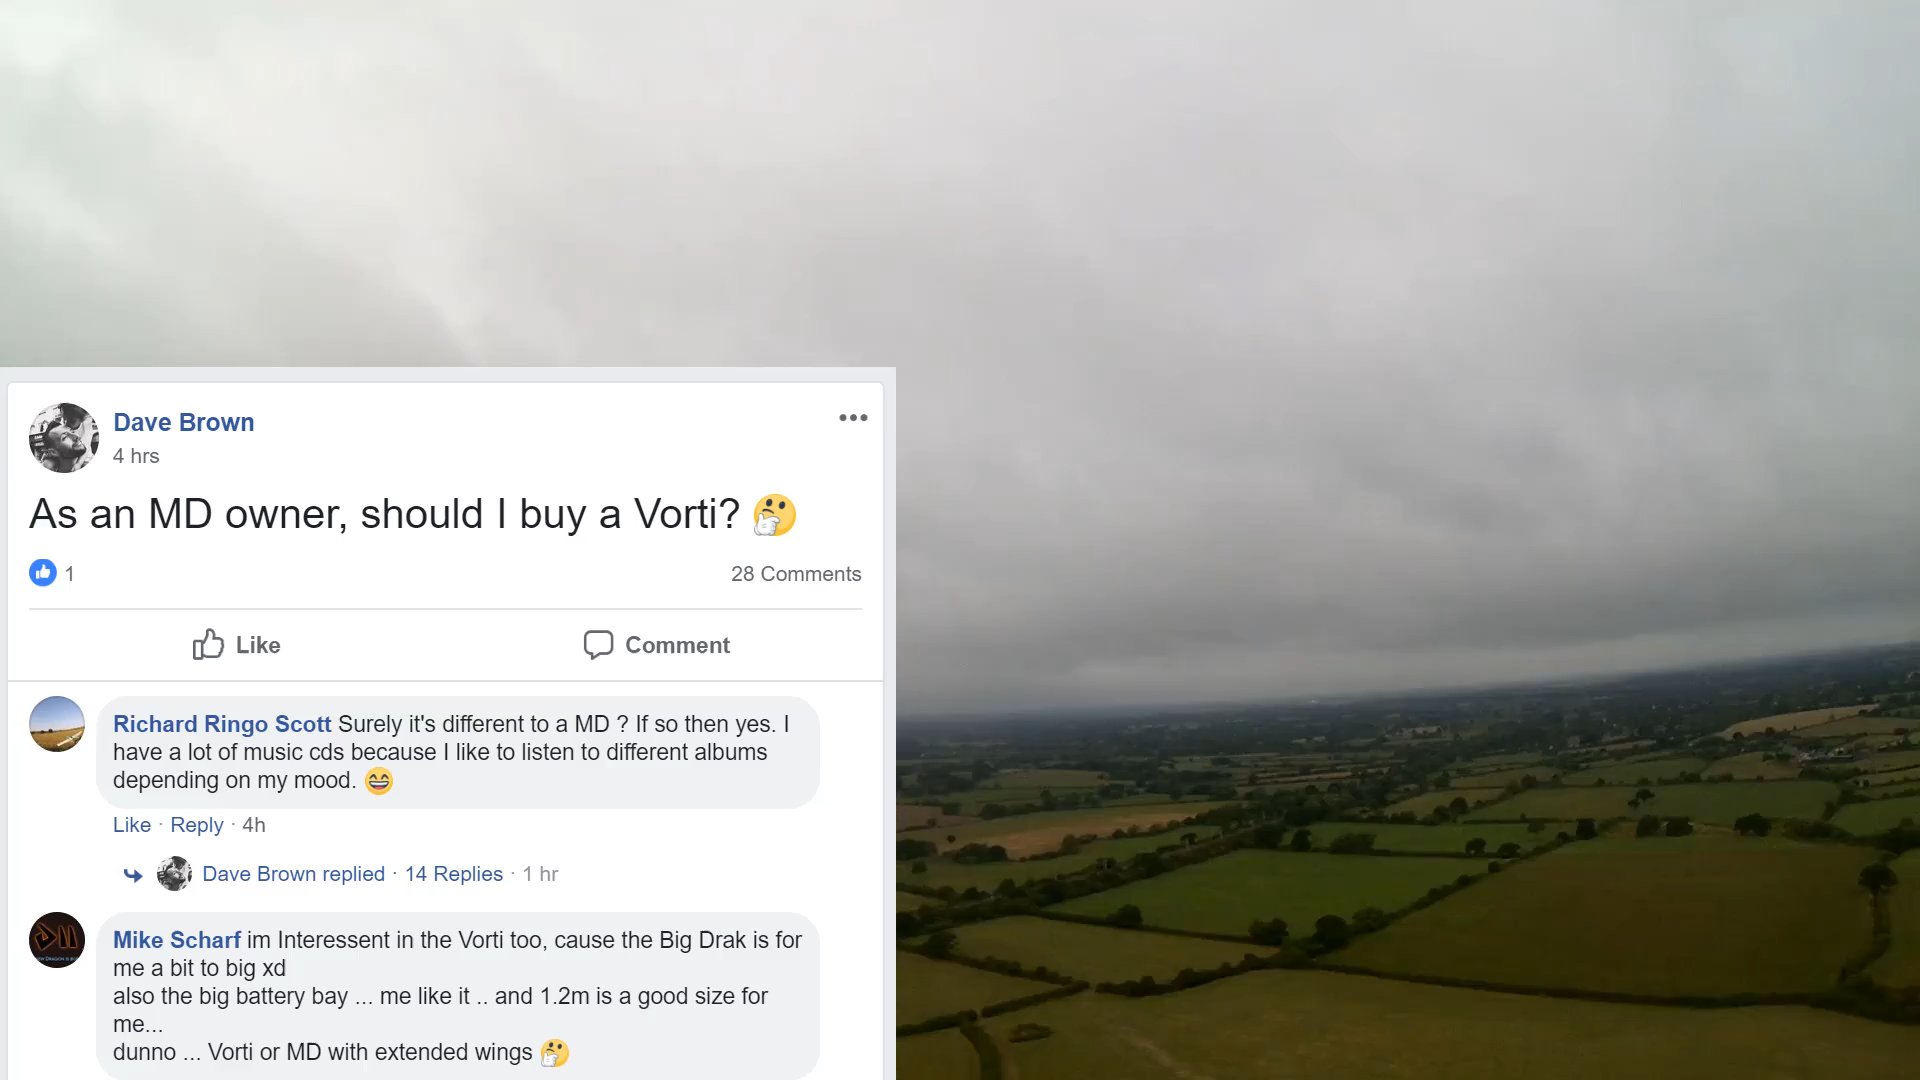 Dave Brown
4 hrs
As an MD owner, should I buy a Vorti? 🤔
1
28 Comments
Like
Comment
Richard Ringo Scott Surely it's different to a MD ? If so then yes. I
have a lot of music cds because I like to listen to different albums
depending on my mood. 😄
Like · Reply · 4h
Dave Brown replied · 14 Replies · 1 hr
Mike Scharf im Interessent in the Vorti too, cause the Big Drak is for
me a bit to big xd
also the big battery bay ... me like it .. and 1.2m is a good size for
me...
dunno ... Vorti or MD with extended wings 🤔